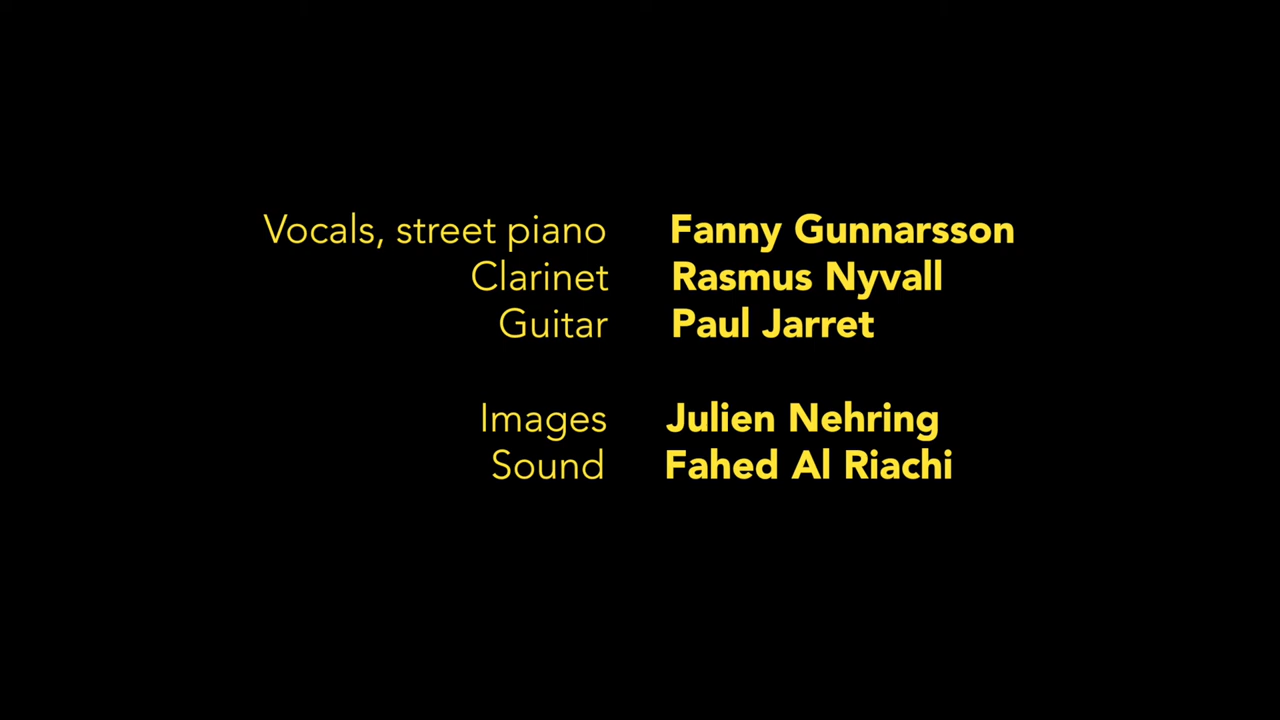 Vocals, street piano Fanny Gunnarsson
Clarinet Rasmus Nyvall
Guitar Paul Jarret
Images Julien Nehring
Sound Fahed Al Riachi